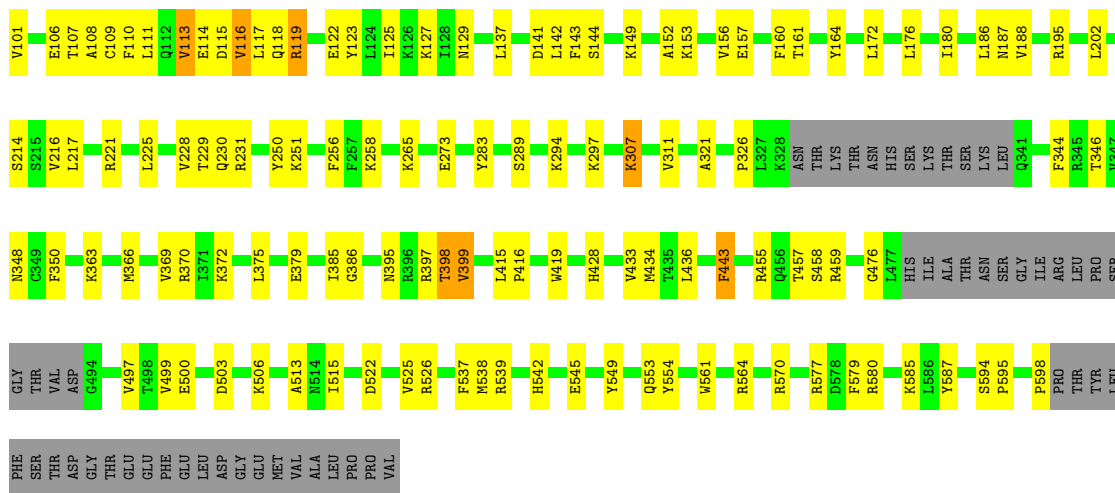 V101 E106 T107 A108 C109 F110 L111 Q112 V113 E114 D115 V116 L117 Q118 R119 E122 Y123 L124 I125 K126 K127 I128 N129 L137 D141 L142 F143 S144 K149 A152 K153 V156 E157 F160 T161 Y164 L172 L176 I180 L186 N187 V188 R195 L202
S214 S215 V216 L217 R221 L225 V228 T229 Q230 R231 Y250 K251 F256 F257 K258 K265 E273 Y283 S289 K294 K297 K307 V311 A321 P326 L327 K328 ASN THR LYS THR ASN HIS SER LYS THR SER LYS LEU Q341 F344 R345 T346 V347
N348 C349 F350 K363 M366 V369 R370 I371 K372 L375 E379 I385 G386 N395 R396 R397 T398 V399 L415 P416 W419 H428 V433 M434 T435 L436 F443 R455 Q456 T457 S458 R459 G476 L477 HIS ILE ALA THR ASN SER GLY ILE ARG LEU PRO SER
GLY THR VAL ASP G494 V497 T498 V499 E500 D503 K506 A513 N514 I515 D522 V525 R526 F537 M538 R539 H542 E545 Y549 Q553 Y554 W561 R564 R570 R577 D578 F579 R580 K585 L586 Y587 S594 P595 P598 PRO THR TYR LEU
PHE SER THR ASP GLY THR GLU GLU PHE GLU LEU ASP GLY GLU MET VAL ALA LEU PRO PRO VAL